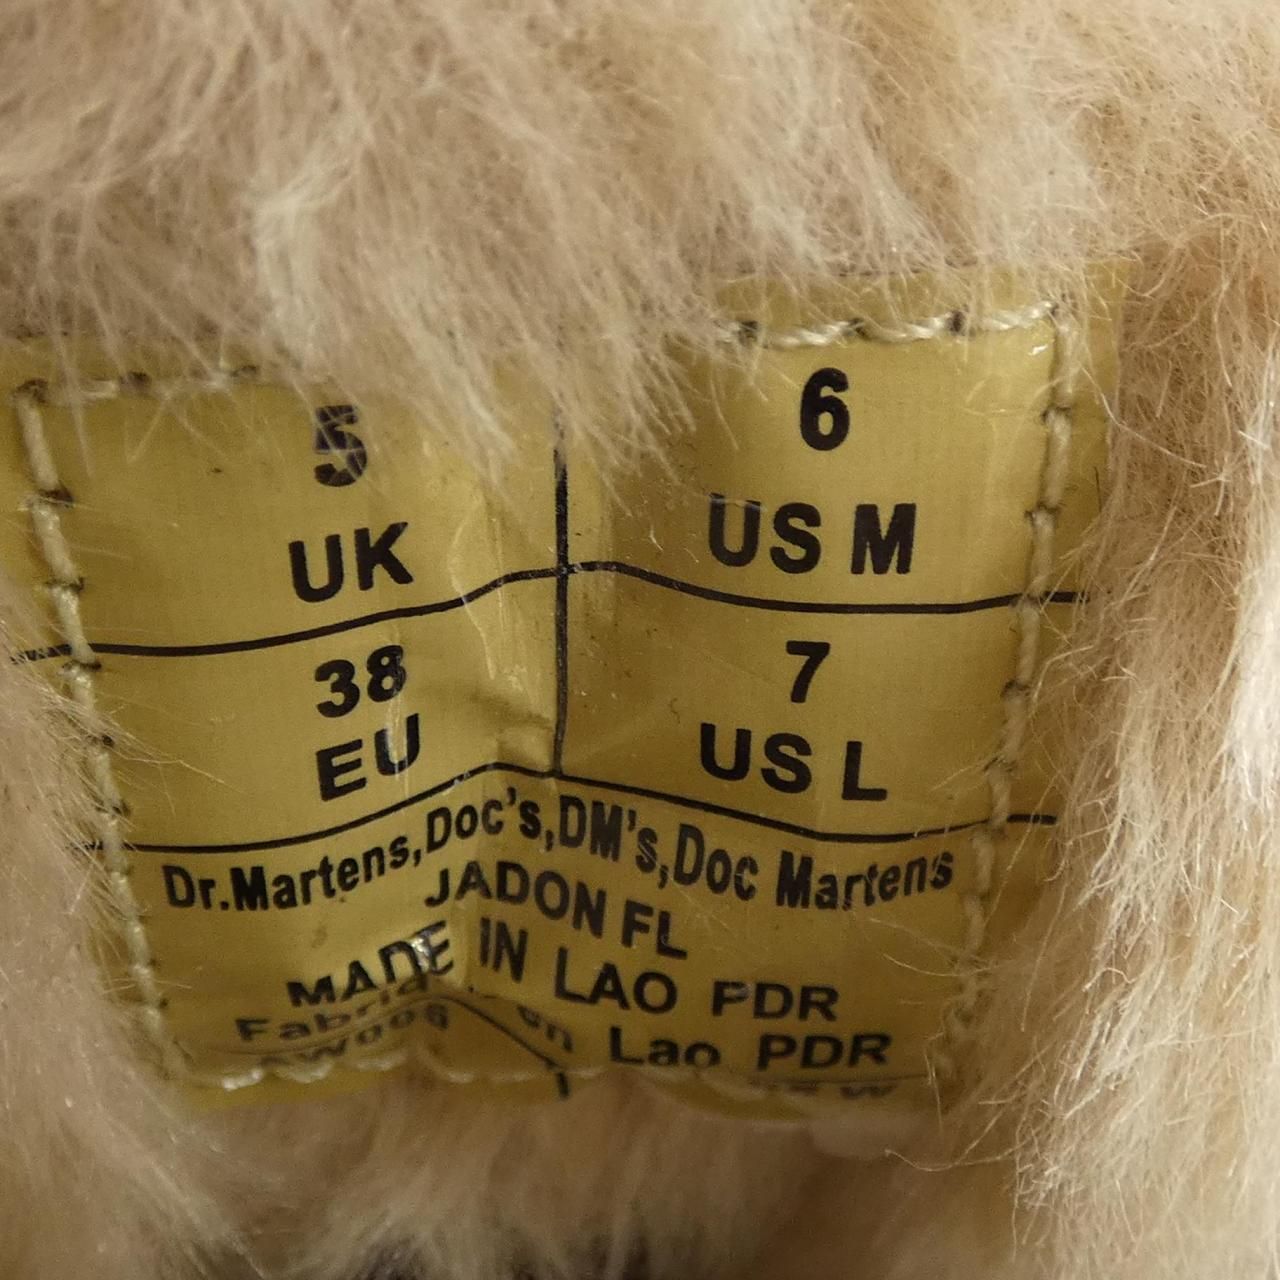 5
UK
6
US M
38
EU
7
US L
Dr.Martens,Doc's,DM's,Doc Martens
JADON FL
MADE IN LAO PDR
en Lao PDR